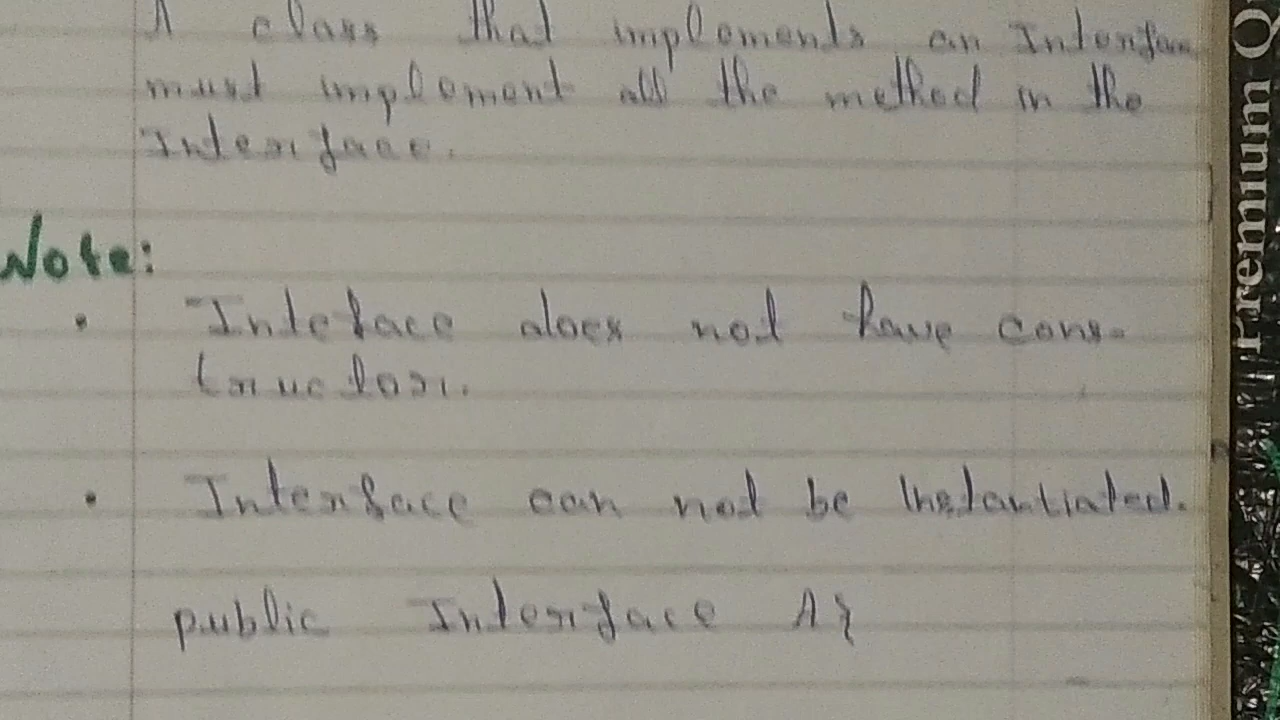 A class that implements an Interface
must implement all the method in the
Interface.
Note:
• Inteface does not have cons-
tructor.
• Interface can not be Instantiated.
public Interface A{
Premium Q